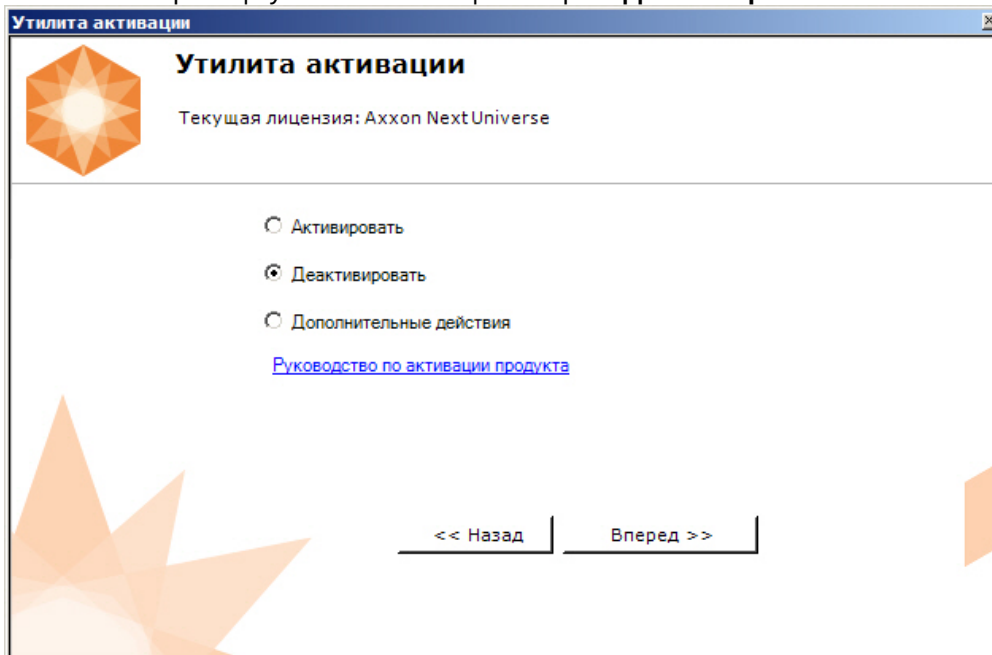 Утилита активации
Утилита активации
Текущая лицензия: Axxon Next Universe
Активировать
Деактивировать
Дополнительные действия
Руководство по активации продукта
<< Назад
Вперед >>